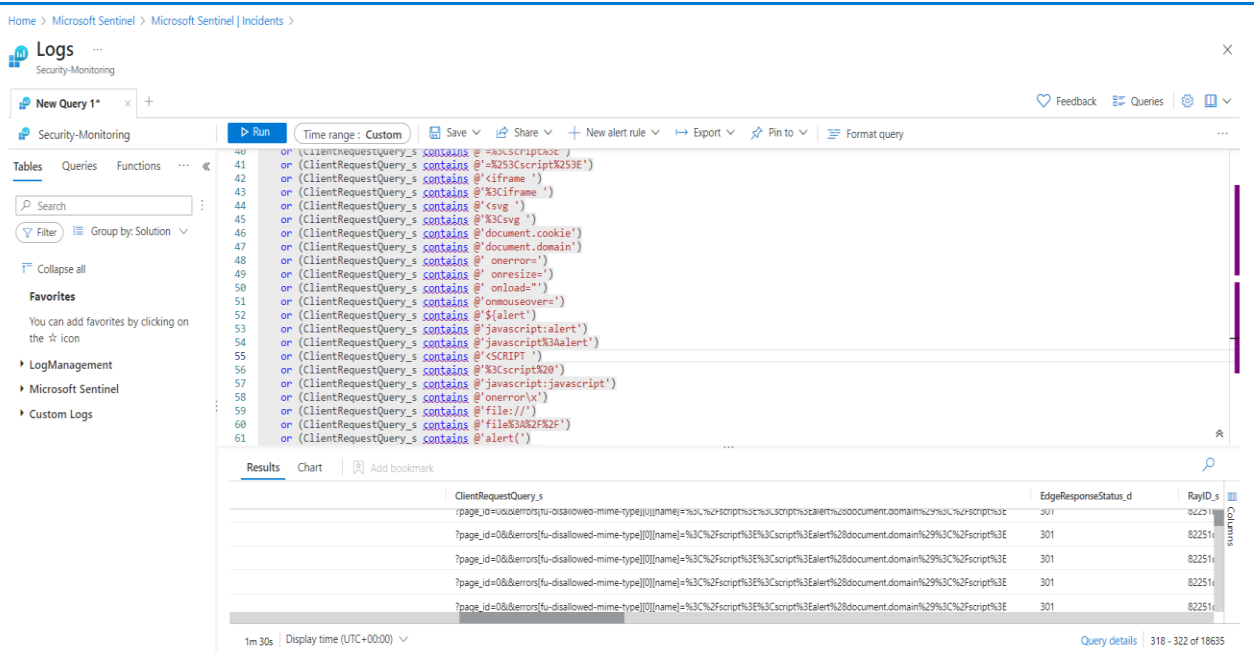 Home > Microsoft Sentinel > Microsoft Sentinel | Incidents >
Logs ...
Security-Monitoring
New Query 1* × +
Feedback Queries
Security-Monitoring
Run Time range : Custom Save Share New alert rule Export Pin to Format query ...
Tables Queries Functions ... «
Search
Filter Group by: Solution
Collapse all
Favorites
You can add favorites by clicking on
the ☆ icon
LogManagement
Microsoft Sentinel
Custom Logs
40 or (ClientRequestQuery_s contains @'=%3Cscript%3E')
41 or (ClientRequestQuery_s contains @'=%253Cscript%253E')
42 or (ClientRequestQuery_s contains @'<iframe ')
43 or (ClientRequestQuery_s contains @'%3Ciframe ')
44 or (ClientRequestQuery_s contains @'<svg ')
45 or (ClientRequestQuery_s contains @'%3Csvg ')
46 or (ClientRequestQuery_s contains @'document.cookie')
47 or (ClientRequestQuery_s contains @'document.domain')
48 or (ClientRequestQuery_s contains @' onerror=')
49 or (ClientRequestQuery_s contains @' onresize=')
50 or (ClientRequestQuery_s contains @' onload="')
51 or (ClientRequestQuery_s contains @'onmouseover=')
52 or (ClientRequestQuery_s contains @'${alert')
53 or (ClientRequestQuery_s contains @'javascript:alert')
54 or (ClientRequestQuery_s contains @'javascript%3Aalert')
55 or (ClientRequestQuery_s contains @'<SCRIPT ')
56 or (ClientRequestQuery_s contains @'%3Cscript%20')
57 or (ClientRequestQuery_s contains @'javascript:javascript')
58 or (ClientRequestQuery_s contains @'onerror\x')
59 or (ClientRequestQuery_s contains @'file://')
60 or (ClientRequestQuery_s contains @'file%3A%2F%2F')
61 or (ClientRequestQuery_s contains @'alert(')
Results Chart Add bookmark
ClientRequestQuery_s EdgeResponseStatus_d RayID_s
?page_id=0&&errors[fu-disallowed-mime-type][0][name]=%3C%2Fscript%3E%3Cscript%3Ealert%28document.domain%29%3C%2Fscript%3E 301 82251
?page_id=0&&errors[fu-disallowed-mime-type][0][name]=%3C%2Fscript%3E%3Cscript%3Ealert%28document.domain%29%3C%2Fscript%3E 301 82251
?page_id=0&&errors[fu-disallowed-mime-type][0][name]=%3C%2Fscript%3E%3Cscript%3Ealert%28document.domain%29%3C%2Fscript%3E 301 82251
?page_id=0&&errors[fu-disallowed-mime-type][0][name]=%3C%2Fscript%3E%3Cscript%3Ealert%28document.domain%29%3C%2Fscript%3E 301 82251
?page_id=0&&errors[fu-disallowed-mime-type][0][name]=%3C%2Fscript%3E%3Cscript%3Ealert%28document.domain%29%3C%2Fscript%3E 301 82251
Columns
1m 30s Display time (UTC+00:00) Query details 318 - 322 of 18635